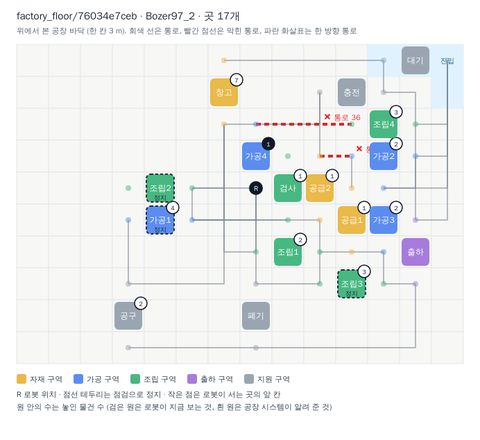 factory_floor/76034e7ceb · Bozer97_2 · 곳 17개
위에서 본 공장 바닥 (한 칸 3 m). 회색 선은 통로, 빨간 점선은 막힌 통로, 파란 화살표는 한 방향 통로
대기
진입
창고 7
충전
× 통로 36
조립4 3
가공4 1
×
가공2 2
R
조립2 정지
검사 1
공급2 1
가공1 정지 4
공급1 1
가공3 2
조립1 2
출하
조립3 정지 3
공구 2
폐기
자재 구역
가공 구역
조립 구역
출하 구역
지원 구역
R 로봇 위치 · 점선 테두리는 점검으로 정지 · 작은 점은 로봇이 서는 곳의 앞 칸
원 안의 수는 놓인 물건 수 (검은 원은 로봇이 지금 보는 것, 흰 원은 공장 시스템이 알려 준 것)